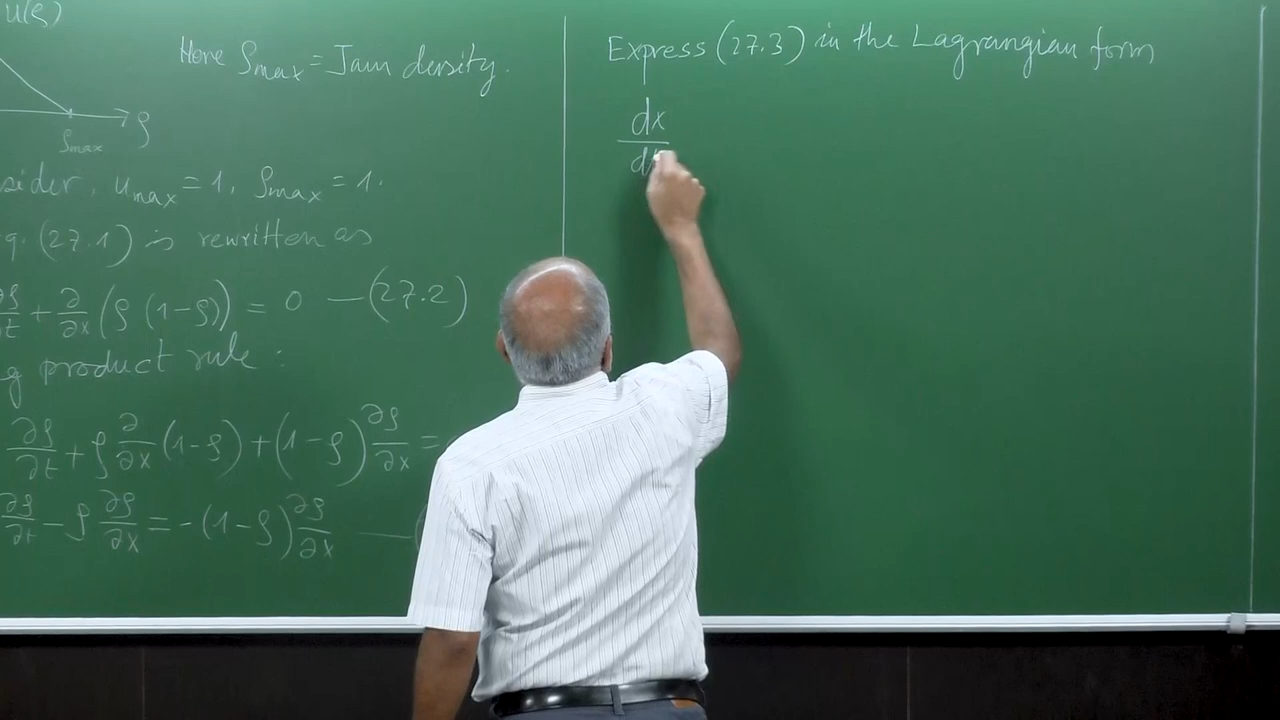 u(ρ)
Here ρmax = Jam density.
ρ
ρmax
sider, umax = 1, ρmax = 1.
q. (27.1) is rewritten as
∂ρ/∂t + ∂/∂x (ρ (1-ρ)) = 0 — (27.2)
g product rule :
∂ρ/∂t + ρ ∂/∂x (1-ρ) + (1-ρ) ∂ρ/∂x =
∂ρ/∂t - ρ ∂ρ/∂x = -(1-ρ) ∂ρ/∂x — (
Express (27.3) in the Lagrangian form
dx
d